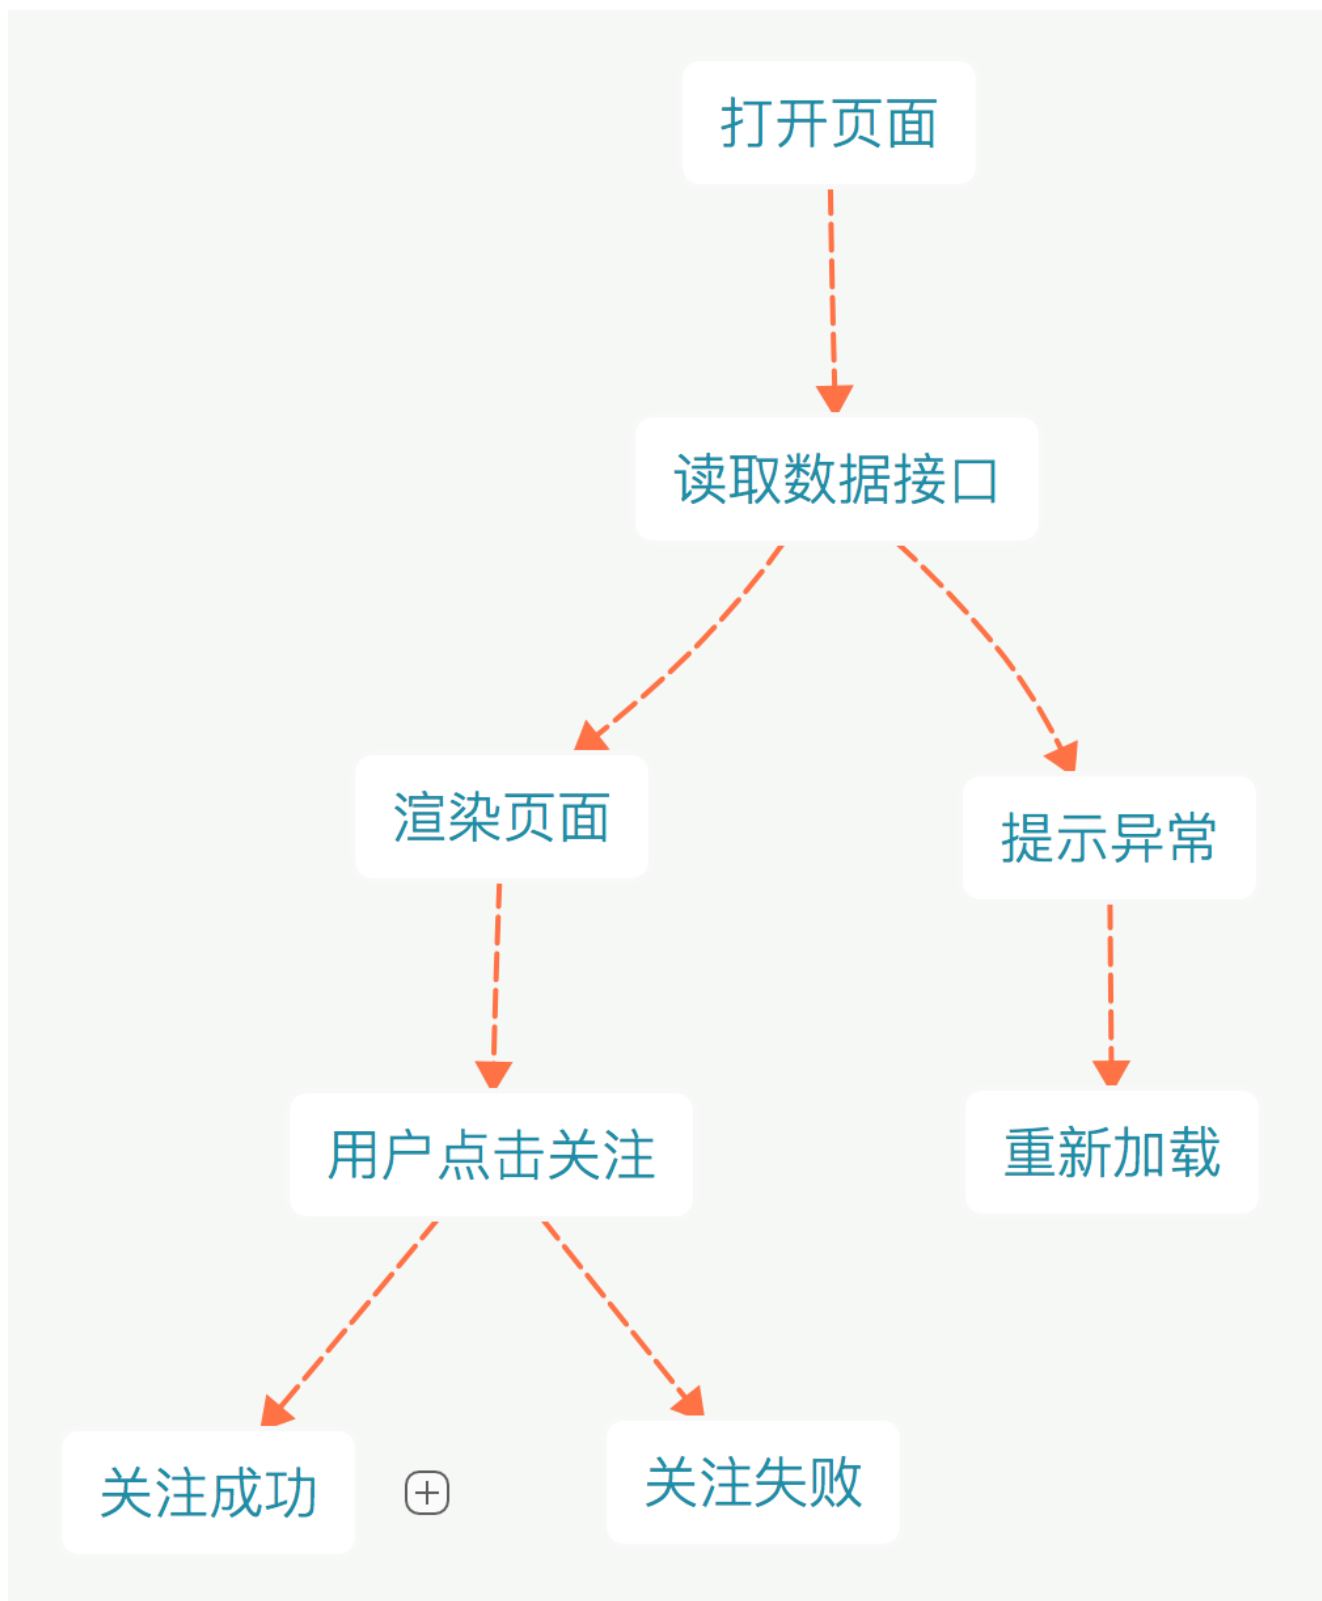 打开页面
读取数据接口
渲染页面
提示异常
用户点击关注
重新加载
关注成功
关注失败